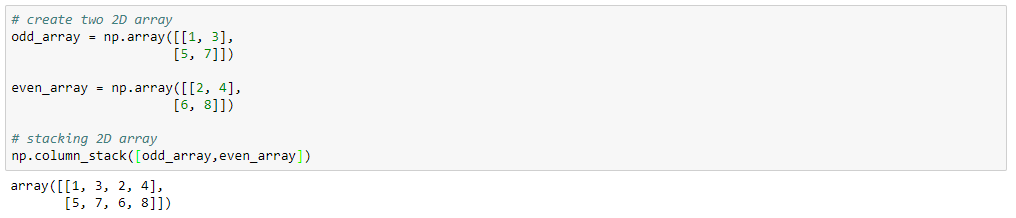 # create two 2D array
odd_array = np.array([[1, 3],
                     [5, 7]])
even_array = np.array([[2, 4],
                     [6, 8]])
# stacking 2D array
np.column_stack([odd_array,even_array])
array([[1, 3, 2, 4],
       [5, 7, 6, 8]])